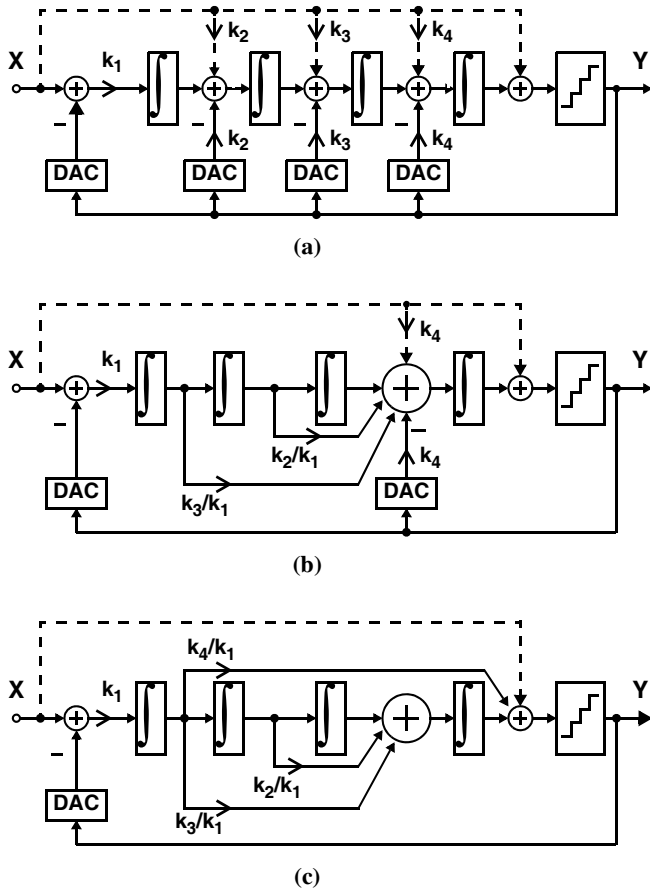 X k1 k2 k3 k4 Y
− − − −
k2 k3 k4
DAC DAC DAC DAC
(a)
X k1 k4 Y
− −
k2/k1 k4
k3/k1
DAC DAC
(b)
k4/k1
X k1 Y
−
k2/k1
k3/k1
DAC
(c)